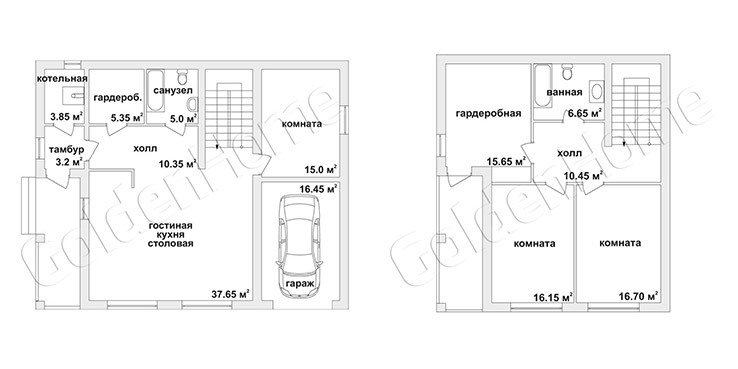 котельная
3.85 м²
гардероб.
5.35 м²
санузел
5.0 м²
тамбур
3.2 м²
холл
10.35 м²
комната
15.0 м²
16.45 м²
гостиная
кухня
столовая
37.65 м²
гараж
GoldenHome
ванная
6.65 м²
гардеробная
15.65 м²
холл
10.45 м²
комната
16.15 м²
комната
16.70 м²
GoldenHome